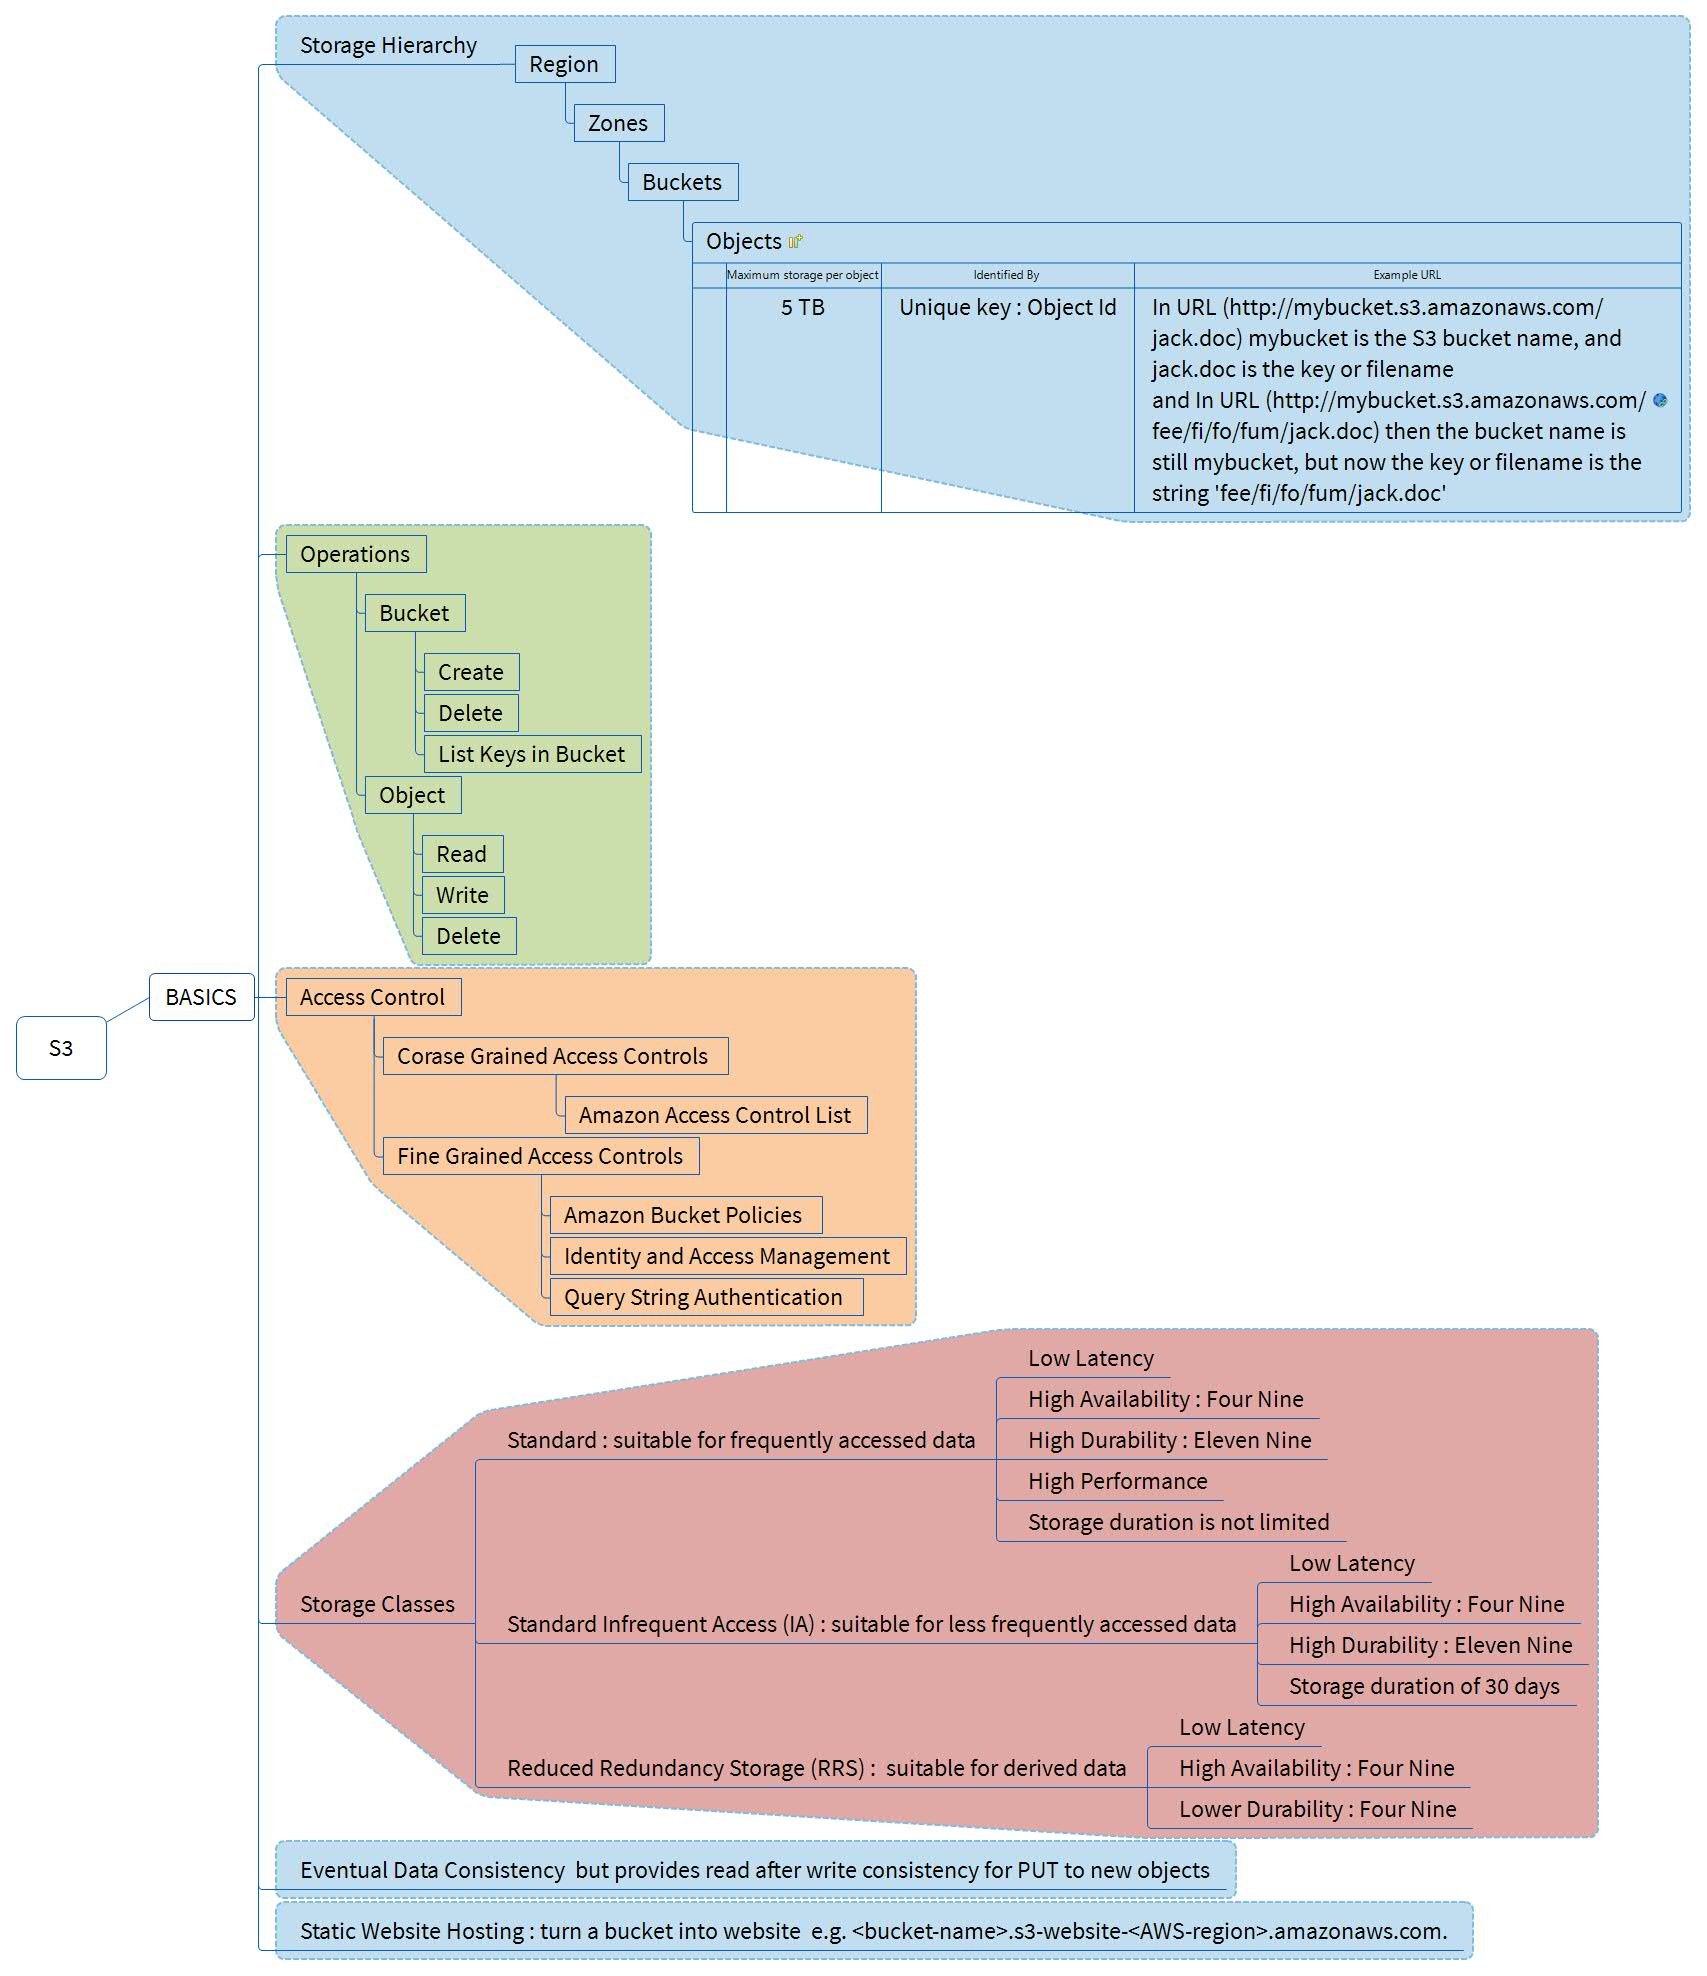 Storage Hierarchy
Region
Zones
Buckets
Objects
Maximum storage per object
Identified By
Example URL
5 TB
Unique key : Object Id
In URL (http://mybucket.s3.amazonaws.com/
jack.doc) mybucket is the S3 bucket name, and
jack.doc is the key or filename
and In URL (http://mybucket.s3.amazonaws.com/
fee/fi/fo/fum/jack.doc) then the bucket name is
still mybucket, but now the key or filename is the
string 'fee/fi/fo/fum/jack.doc'
Operations
Bucket
Create
Delete
List Keys in Bucket
Object
Read
Write
Delete
S3
BASICS
Access Control
Corase Grained Access Controls
Amazon Access Control List
Fine Grained Access Controls
Amazon Bucket Policies
Identity and Access Management
Query String Authentication
Storage Classes
Standard : suitable for frequently accessed data
Low Latency
High Availability : Four Nine
High Durability : Eleven Nine
High Performance
Storage duration is not limited
Standard Infrequent Access (IA) : suitable for less frequently accessed data
Low Latency
High Availability : Four Nine
High Durability : Eleven Nine
Storage duration of 30 days
Reduced Redundancy Storage (RRS) :  suitable for derived data
Low Latency
High Availability : Four Nine
Lower Durability : Four Nine
Eventual Data Consistency  but provides read after write consistency for PUT to new objects
Static Website Hosting : turn a bucket into website  e.g. <bucket-name>.s3-website-<AWS-region>.amazonaws.com.